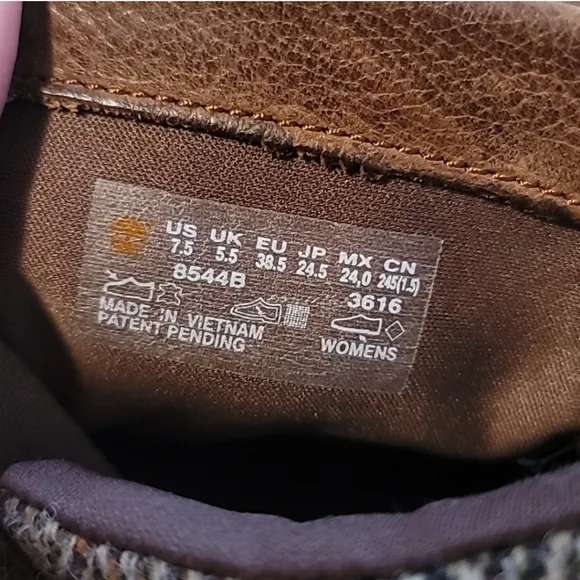 US UK EU JP MX CN
7.5 5.5 38.5 24.5 24,0 245(1.5)
8544B 3616
MADE IN VIETNAM
PATENT PENDING
WOMENS